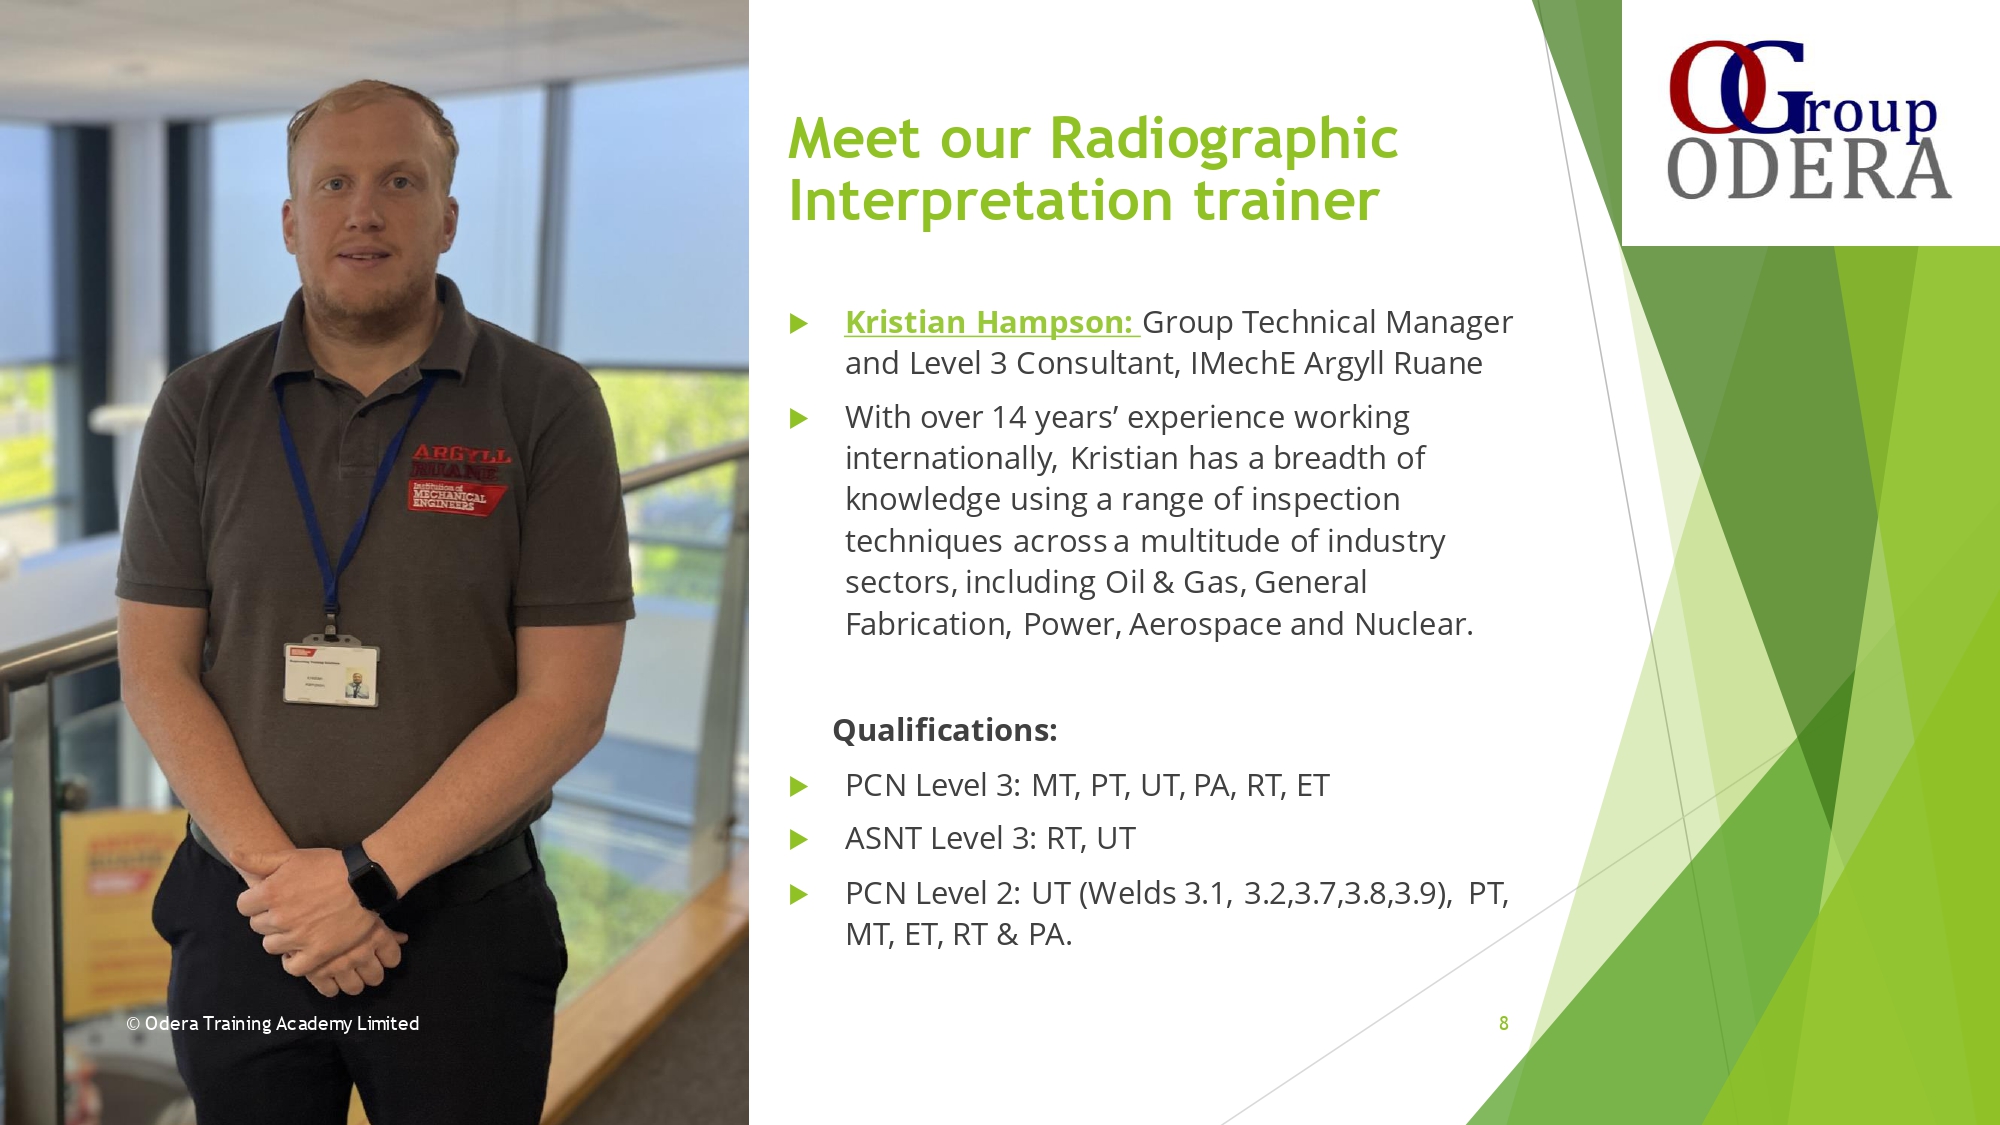 Meet our Radiographic
Interpretation trainer
OGroup
ODERA
Kristian Hampson: Group Technical Manager
and Level 3 Consultant, IMechE Argyll Ruane
With over 14 years’ experience working
internationally, Kristian has a breadth of
knowledge using a range of inspection
techniques across a multitude of industry
sectors, including Oil & Gas, General
Fabrication, Power, Aerospace and Nuclear.
Qualifications:
PCN Level 3: MT, PT, UT, PA, RT, ET
ASNT Level 3: RT, UT
PCN Level 2: UT (Welds 3.1, 3.2,3.7,3.8,3.9), PT,
MT, ET, RT & PA.
ARGYLL
RUANE
Institution of
MECHANICAL
ENGINEERS
© Odera Training Academy Limited
8